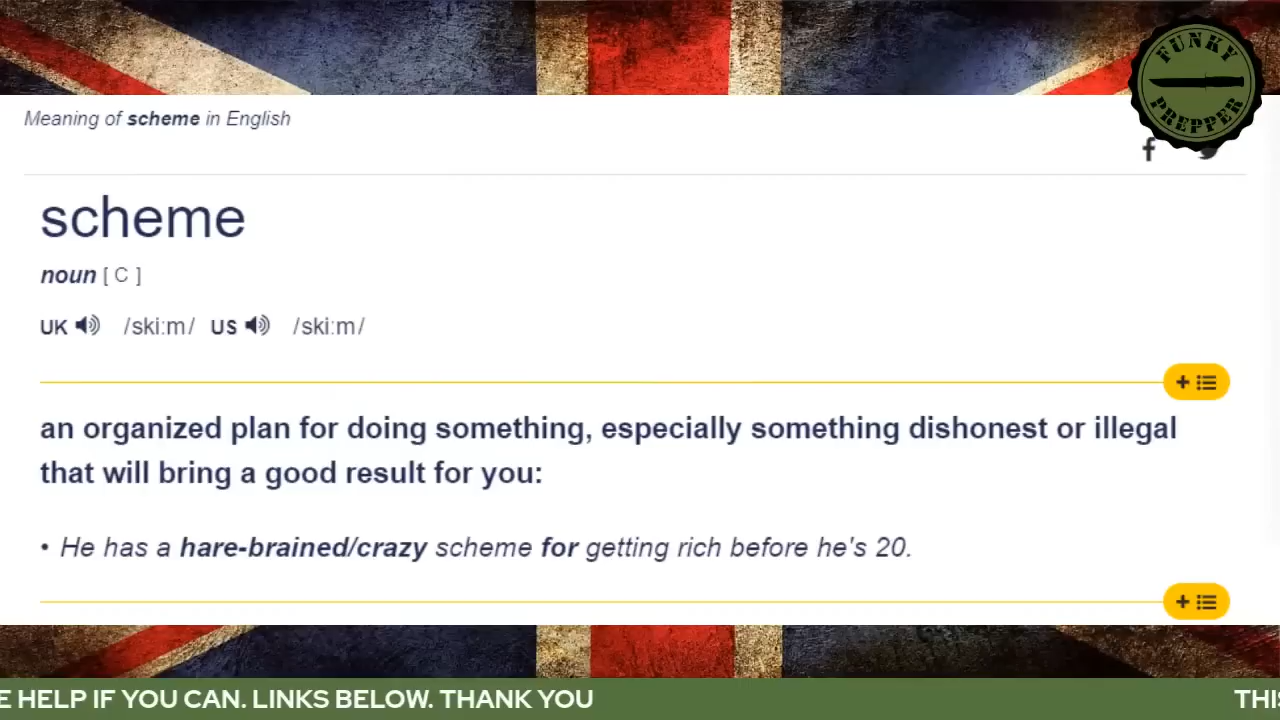 FUNKY
PREPPER
Meaning of scheme in English
scheme
noun [ C ]
UK /skiːm/ US /skiːm/
an organized plan for doing something, especially something dishonest or illegal
that will bring a good result for you:
• He has a hare-brained/crazy scheme for getting rich before he's 20.
E HELP IF YOU CAN. LINKS BELOW. THANK YOU
THIS